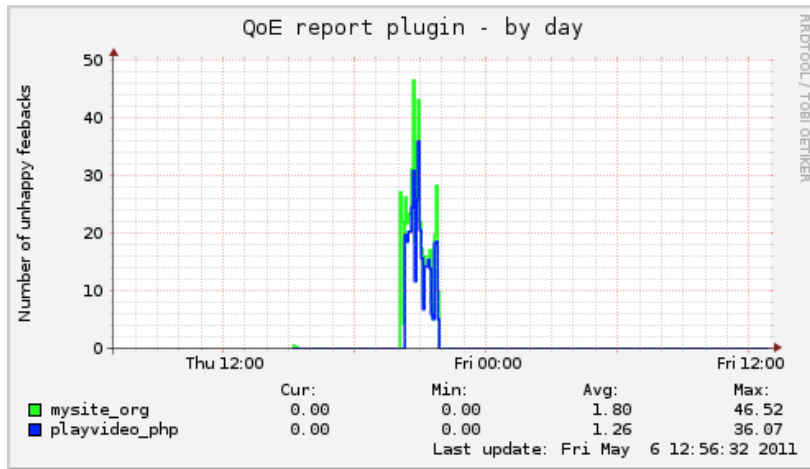 QoE report plugin - by day
RRDTOOL / TOBI OETIKER
Number of unhappy feebacks
50
40
30
20
10
0
Thu 12:00 Fri 00:00 Fri 12:00
Cur: Min: Avg: Max:
mysite_org 0.00 0.00 1.80 46.52
playvideo_php 0.00 0.00 1.26 36.07
Last update: Fri May 6 12:56:32 2011